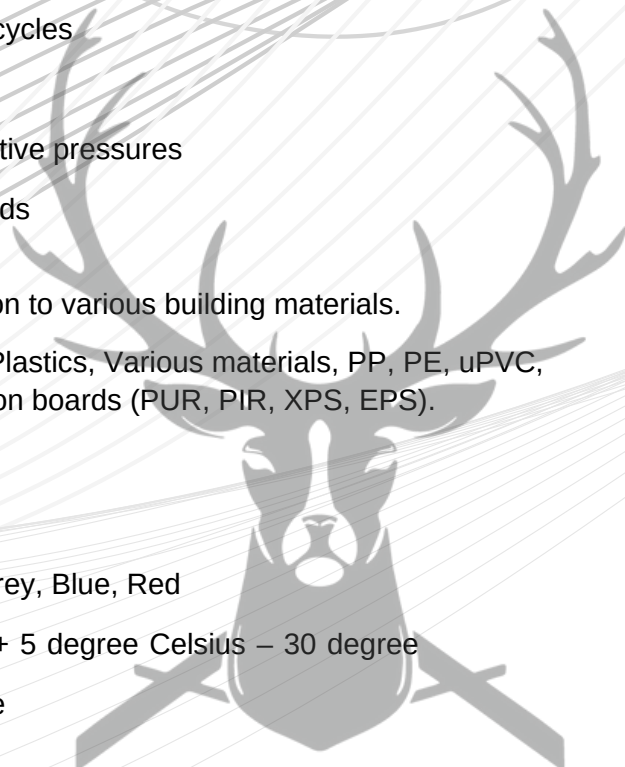 cycles
tive pressures
ds
on to various building materials.
Plastics, Various materials, PP, PE, uPVC,
on boards (PUR, PIR, XPS, EPS).
rey, Blue, Red
+ 5 degree Celsius – 30 degree
e